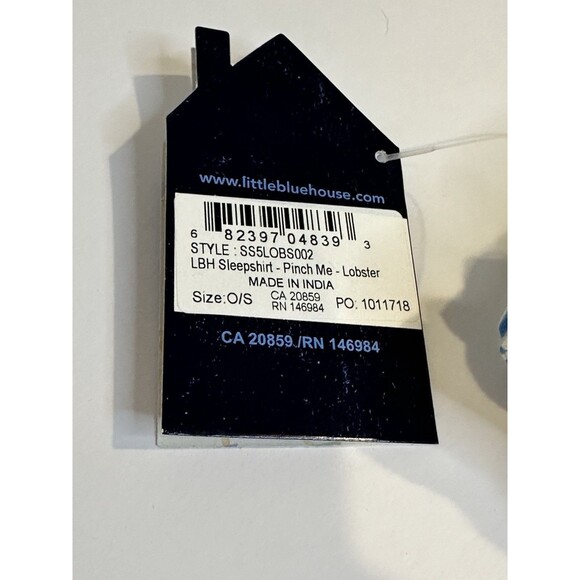 www.littlebluehouse.com
6 82397 04839 3
STYLE : SS5LOBS002
LBH Sleepshirt - Pinch Me - Lobster
MADE IN INDIA
Size:O/S CA 20859 PO: 1011718
RN 146984
CA 20859 /RN 146984